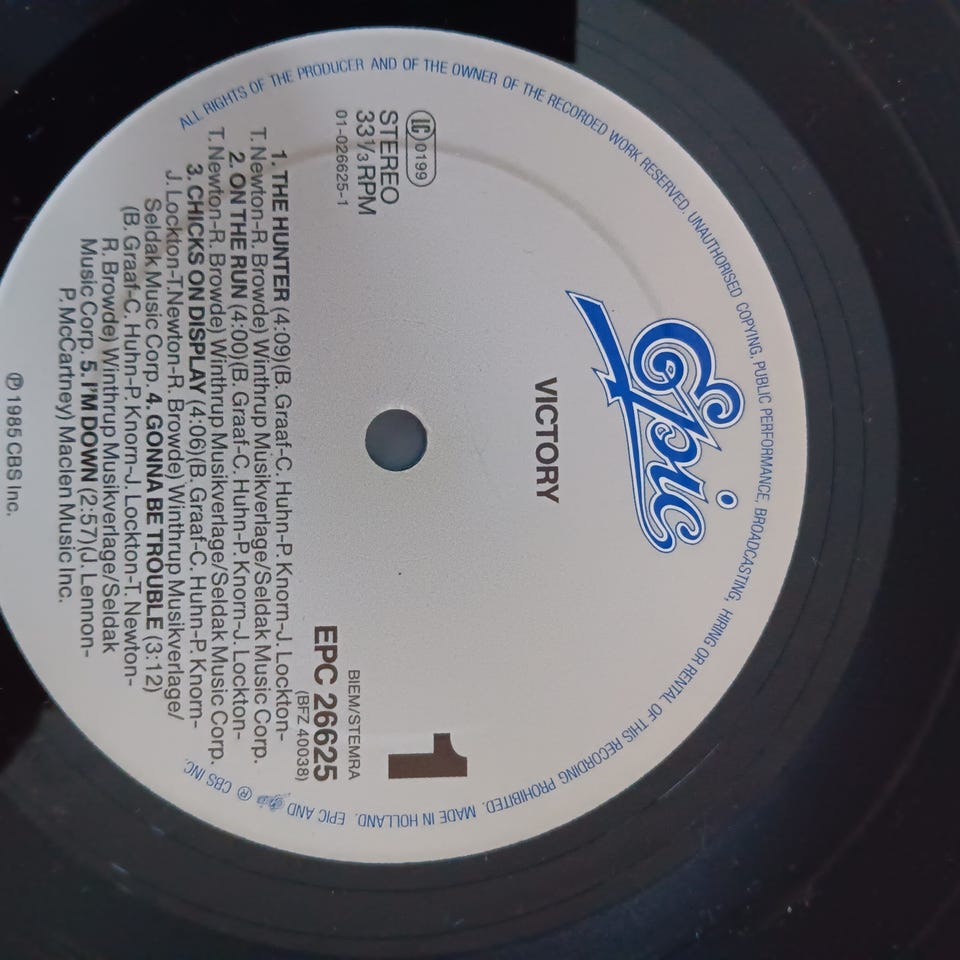 ALL RIGHTS OF THE PRODUCER AND OF THE OWNER OF THE RECORDED WORK RESERVED. UNAUTHORISED COPYING, PUBLIC PERFORMANCE, BROADCASTING, HIRING OR RENTAL OF THIS RECORDING PROHIBITED. MADE IN HOLLAND. EPIC AND Epic ® CBS INC.
Epic
VICTORY
LC 0199
STEREO
33⅓ RPM
01-026625-1
1
BIEM/STEMRA
EPC 26625
(BFZ 40038)
1. THE HUNTER (4:09)(B. Graaf-C. Huhn-P. Knorn-J. Lockton-
T.Newton-R. Browde) Winthrup Musikverlage/Seldak Music Corp.
2. ON THE RUN (4:00)(B. Graaf-C. Huhn-P. Knorn-J. Lockton-
T.Newton-R. Browde) Winthrup Musikverlage/Seldak Music Corp.
3. CHICKS ON DISPLAY (4:06)(B. Graaf-C. Huhn-P. Knorn-
J. Lockton-T.Newton-R. Browde) Winthrup Musikverlage/
Seldak Music Corp. 4. GONNA BE TROUBLE (3:12)
(B. Graaf-C. Huhn-P. Knorn-J. Lockton-T. Newton-
R. Browde) Winthrup Musikverlage/Seldak
Music Corp. 5. I'M DOWN (2:57)(J. Lennon-
P. McCartney) Maclen Music Inc.
℗ 1985 CBS Inc.